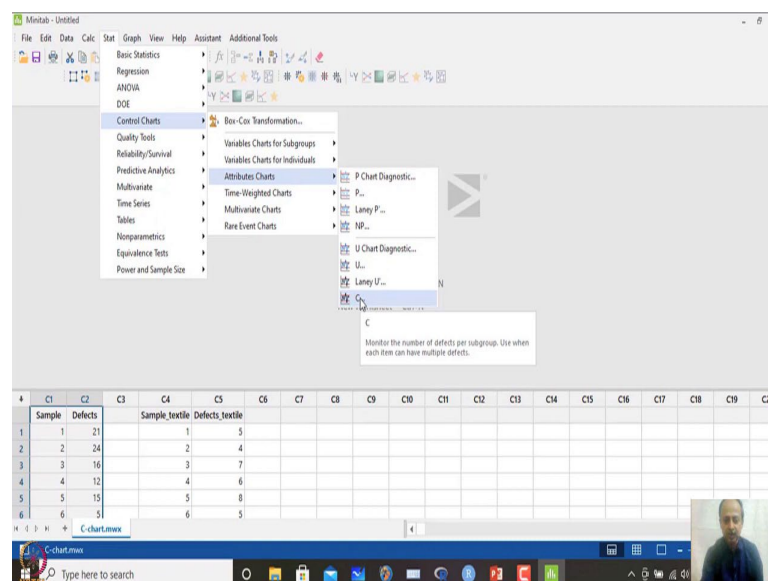 Minitab - Untitled
File Edit Data Calc Stat Graph View Help Assistant Additional Tools
Basic Statistics
Regression
ANOVA
DOE
Control Charts
Quality Tools
Reliability/Survival
Predictive Analytics
Multivariate
Time Series
Tables
Nonparametrics
Equivalence Tests
Power and Sample Size
Box-Cox Transformation...
Variables Charts for Subgroups
Variables Charts for Individuals
Attributes Charts
Time-Weighted Charts
Multivariate Charts
Rare Event Charts
P Chart Diagnostic...
P...
Laney P'...
NP...
U Chart Diagnostic...
U...
Laney U'...
C...
C
Monitor the number of defects per subgroup. Use when
each item can have multiple defects.
C1 C2 C3 C4 C5 C6 C7 C8 C9 C10 C11 C12 C13 C14 C15 C16 C17 C18 C19
Sample Defects Sample_textile Defects_textile
1 1 21 1 5
2 2 24 2 4
3 3 16 3 7
4 4 12 4 6
5 5 15 5 8
6 6 5 6 5
C-chart.mwx
C-chart.mwx
Type here to search